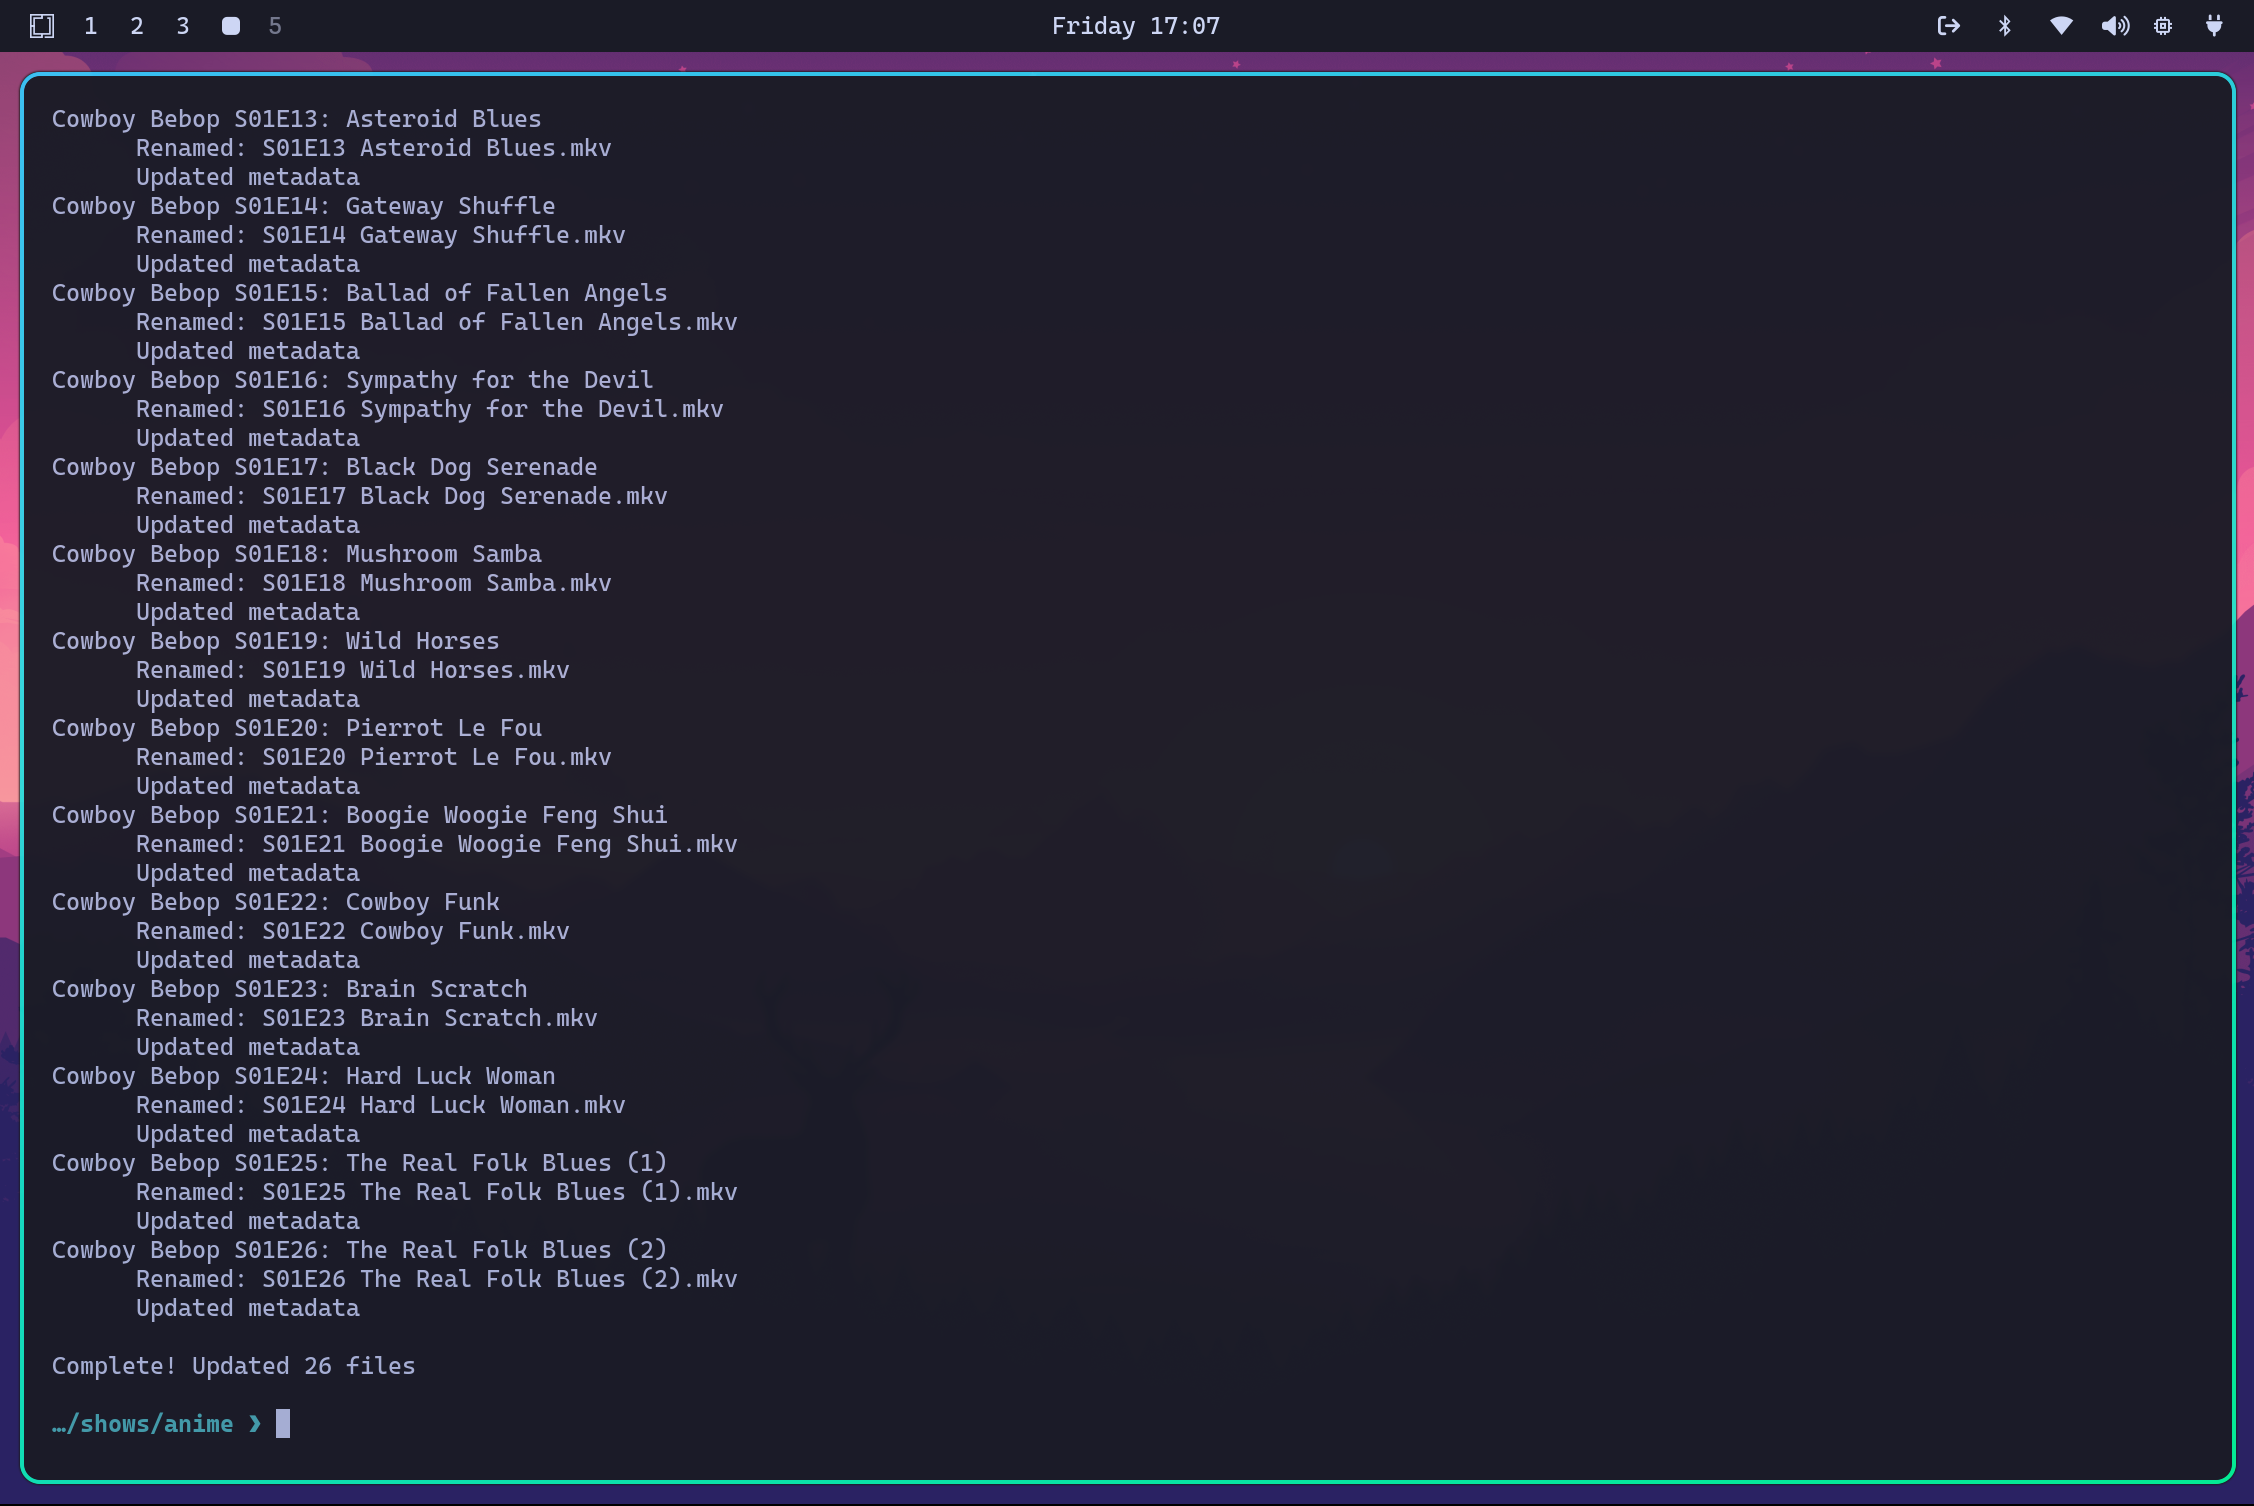 1 2 3 5 Friday 17:07
Cowboy Bebop S01E13: Asteroid Blues
Renamed: S01E13 Asteroid Blues.mkv
Updated metadata
Cowboy Bebop S01E14: Gateway Shuffle
Renamed: S01E14 Gateway Shuffle.mkv
Updated metadata
Cowboy Bebop S01E15: Ballad of Fallen Angels
Renamed: S01E15 Ballad of Fallen Angels.mkv
Updated metadata
Cowboy Bebop S01E16: Sympathy for the Devil
Renamed: S01E16 Sympathy for the Devil.mkv
Updated metadata
Cowboy Bebop S01E17: Black Dog Serenade
Renamed: S01E17 Black Dog Serenade.mkv
Updated metadata
Cowboy Bebop S01E18: Mushroom Samba
Renamed: S01E18 Mushroom Samba.mkv
Updated metadata
Cowboy Bebop S01E19: Wild Horses
Renamed: S01E19 Wild Horses.mkv
Updated metadata
Cowboy Bebop S01E20: Pierrot Le Fou
Renamed: S01E20 Pierrot Le Fou.mkv
Updated metadata
Cowboy Bebop S01E21: Boogie Woogie Feng Shui
Renamed: S01E21 Boogie Woogie Feng Shui.mkv
Updated metadata
Cowboy Bebop S01E22: Cowboy Funk
Renamed: S01E22 Cowboy Funk.mkv
Updated metadata
Cowboy Bebop S01E23: Brain Scratch
Renamed: S01E23 Brain Scratch.mkv
Updated metadata
Cowboy Bebop S01E24: Hard Luck Woman
Renamed: S01E24 Hard Luck Woman.mkv
Updated metadata
Cowboy Bebop S01E25: The Real Folk Blues (1)
Renamed: S01E25 The Real Folk Blues (1).mkv
Updated metadata
Cowboy Bebop S01E26: The Real Folk Blues (2)
Renamed: S01E26 The Real Folk Blues (2).mkv
Updated metadata
Complete! Updated 26 files
…/shows/anime ❯